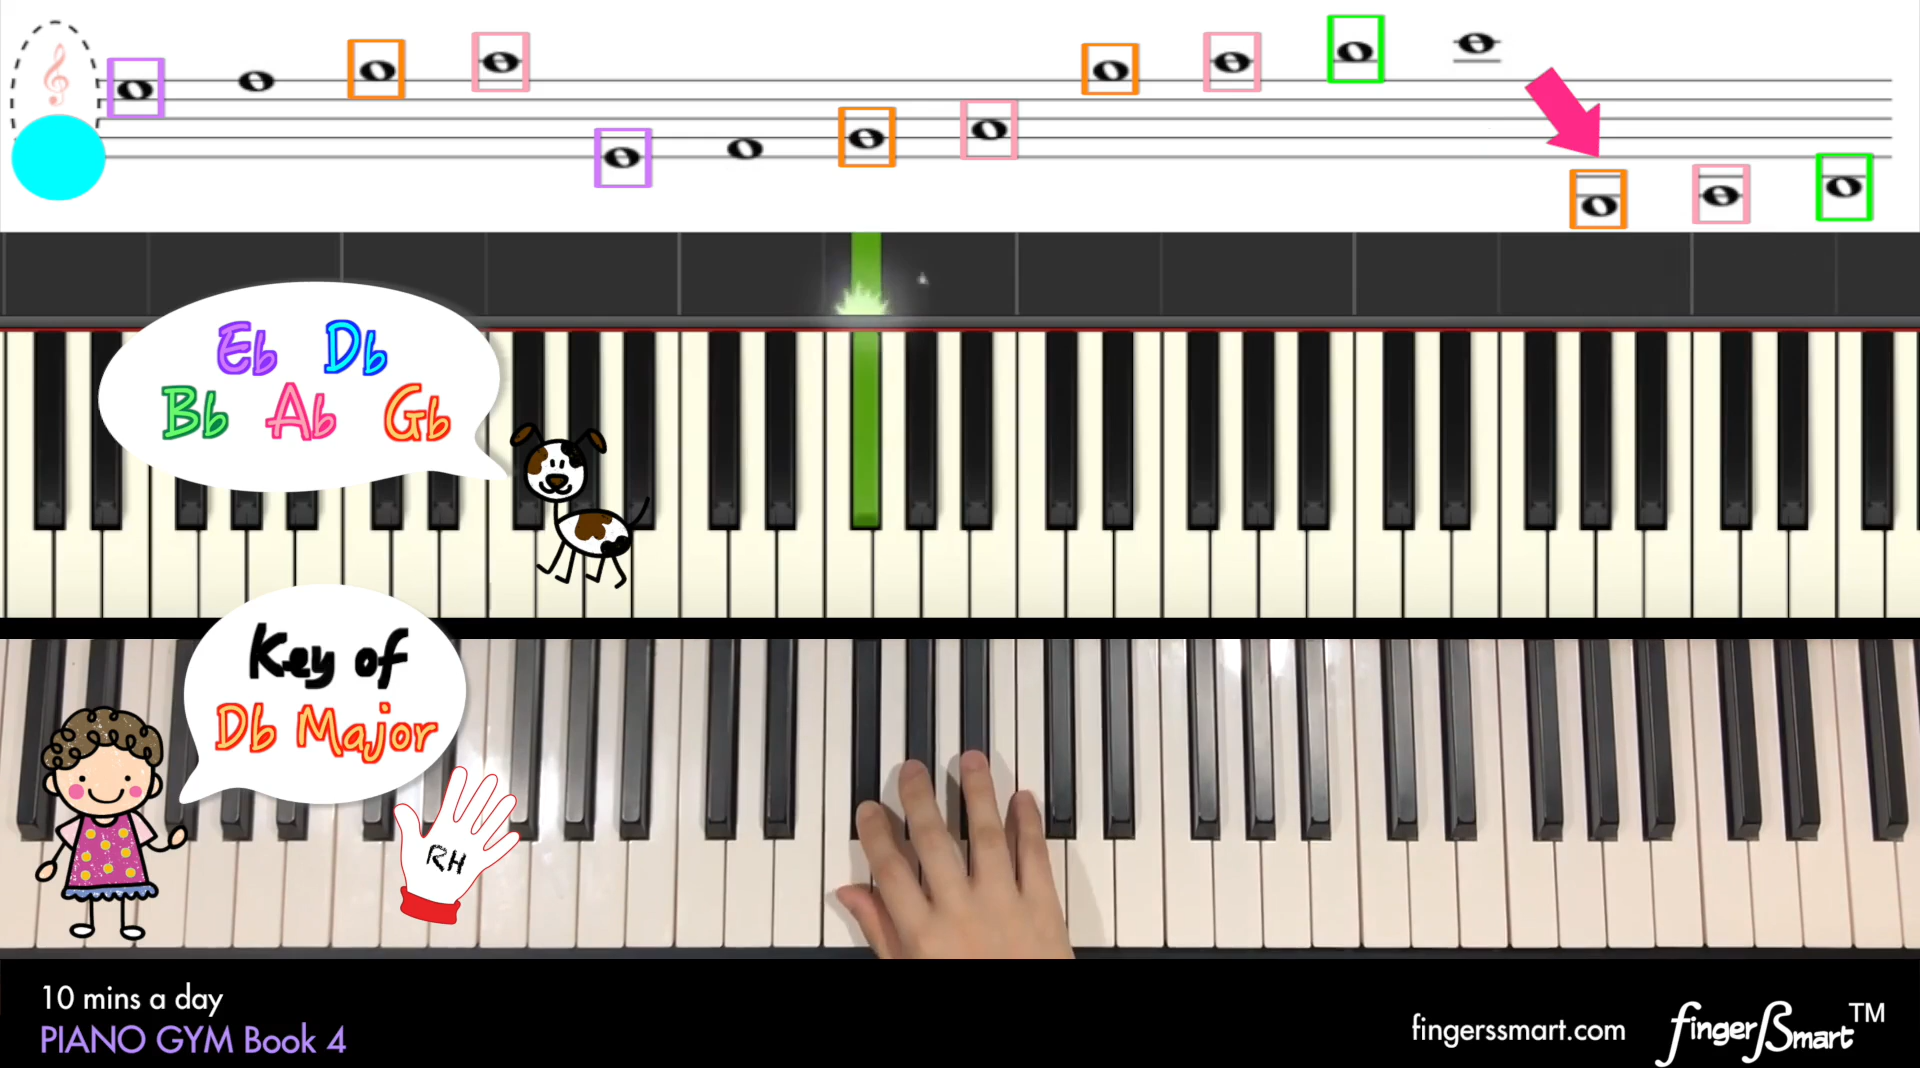 Eb Db
Bb Ab Gb
Key of
Db Major
RH
10 mins a day
PIANO GYM Book 4
fingerssmart.com
fingerSmart™